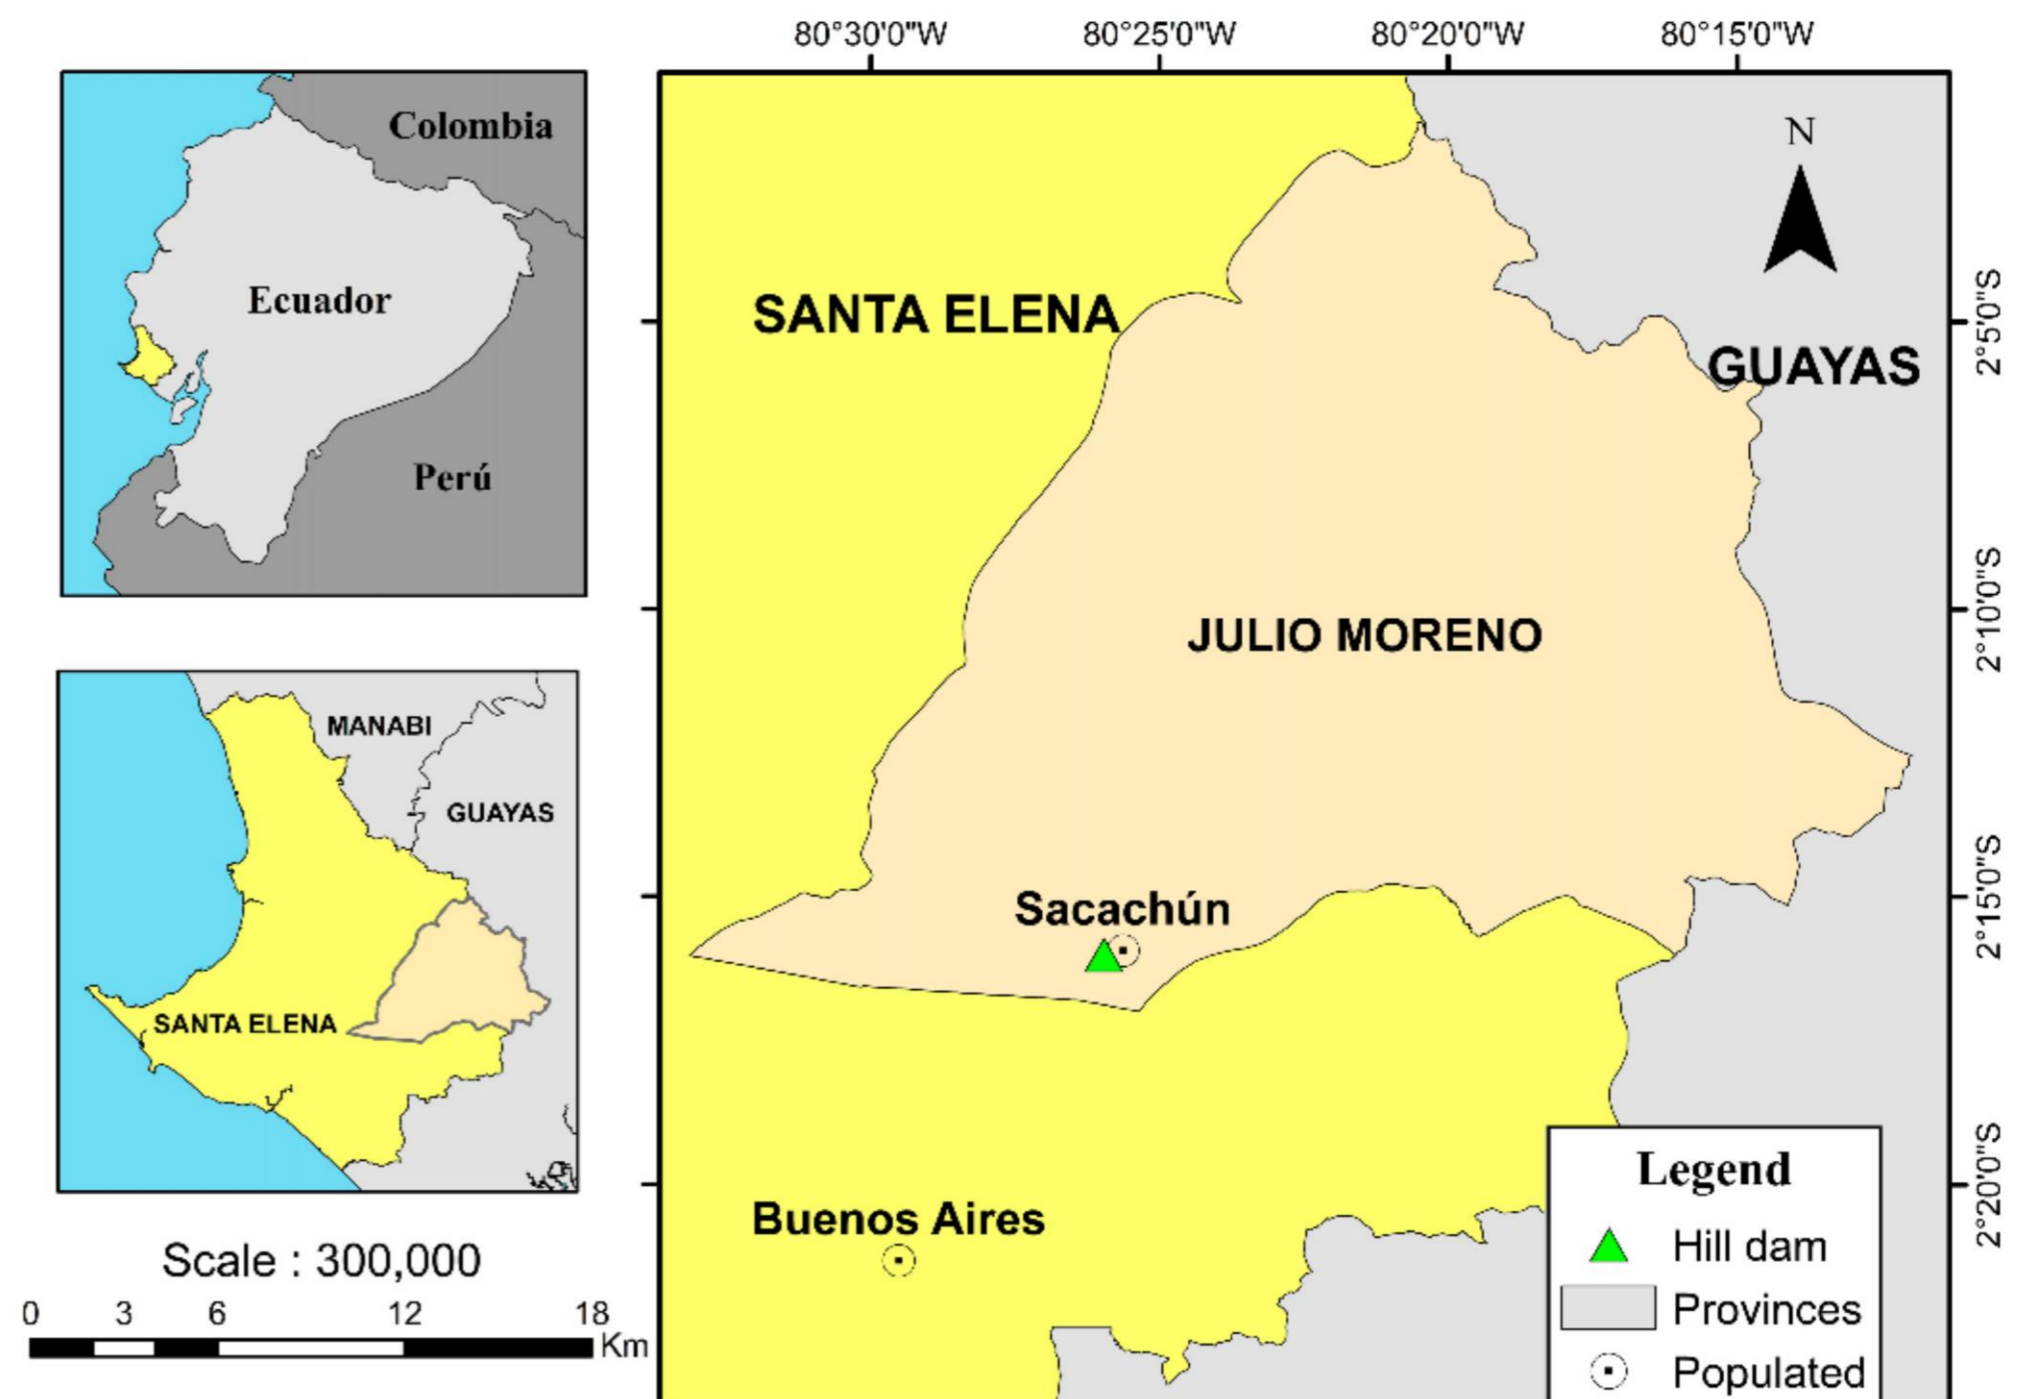 80°30'0"W 80°25'0"W 80°20'0"W 80°15'0"W
Colombia
Ecuador
Perú
MANABI
GUAYAS
SANTA ELENA
Scale : 300,000
0 3 6 12 18
Km
N
SANTA ELENA
GUAYAS
JULIO MORENO
Sacachún
Buenos Aires
2°5'0"S
2°10'0"S
2°15'0"S
2°20'0"S
Legend
Hill dam
Provinces
Populated